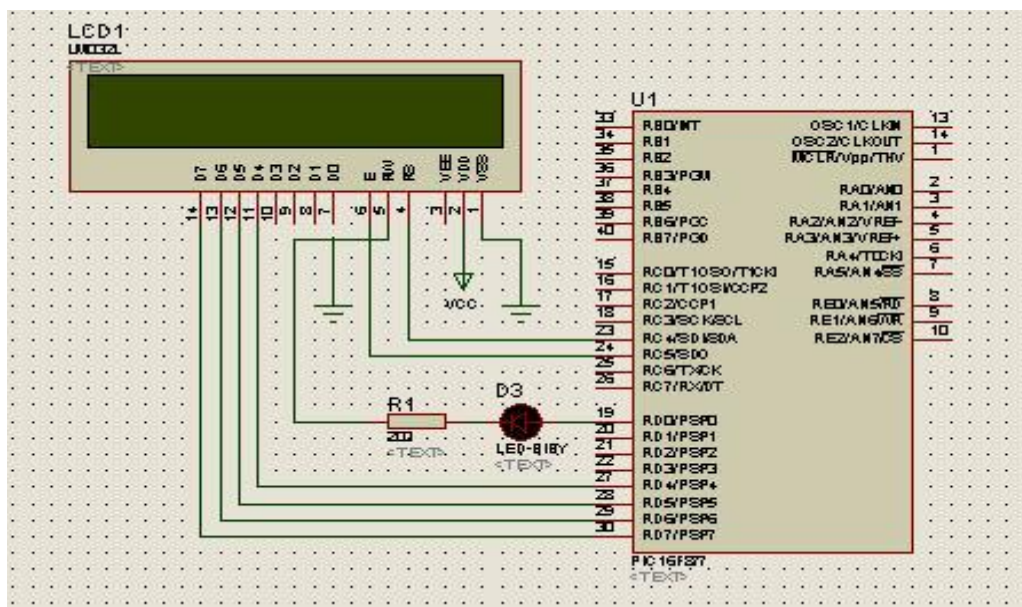 LCD1
LM032L
<TEXT>
D7 D6 D5 D4 D3 D2 D1 D0 E RW RS VEE VDD VSS
14 13 12 11 10 9 8 7 6 5 4 3 2 1
VCC
R1
<TEXT>
D3
LED-BIBY
<TEXT>
U1
33 RB0/INT
34 RB1
35 RB2
36 RB3/PGM
37 RB4
38 RB5
39 RB6/PGC
40 RB7/PGD
15 RC0/T1OSO/T1CKI
16 RC1/T1OSI/CCP2
17 RC2/CCP1
18 RC3/SCK/SCL
23 RC4/SDI/SDA
24 RC5/SDO
25 RC6/TX/CK
26 RC7/RX/DT
19 RD0/PSP0
20 RD1/PSP1
21 RD2/PSP2
22 RD3/PSP3
27 RD4/PSP4
28 RD5/PSP5
29 RD6/PSP6
30 RD7/PSP7
OSC1/CLKIN 13
OSC2/CLKOUT 14
MCLR/Vpp/THV 1
RA0/AN0 2
RA1/AN1 3
RA2/AN2/VREF- 4
RA3/AN3/VREF+ 5
RA4/T0CKI 6
RA5/AN4/SS 7
RE0/AN5/RD 8
RE1/AN6/WR 9
RE2/AN7/CS 10
PIC16F877
<TEXT>